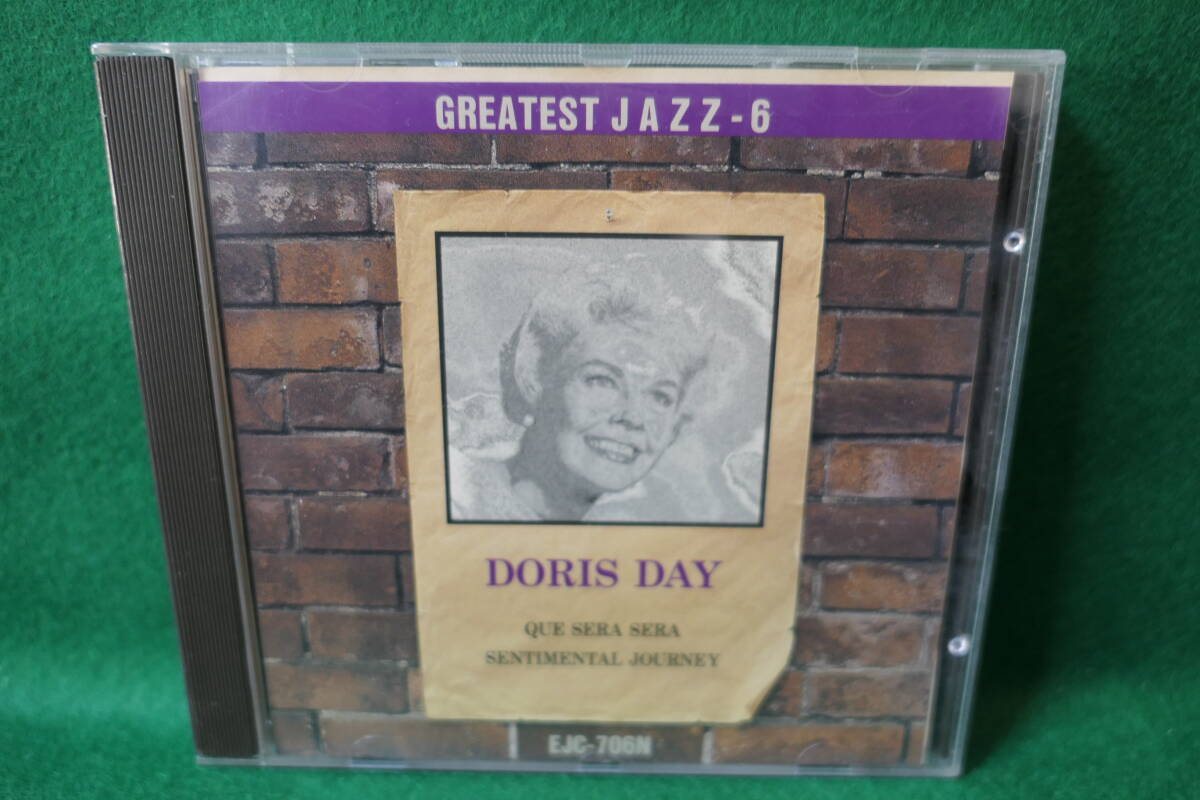 GREATEST JAZZ-6
DORIS DAY
QUE SERA SERA
SENTIMENTAL JOURNEY
EJC-706N